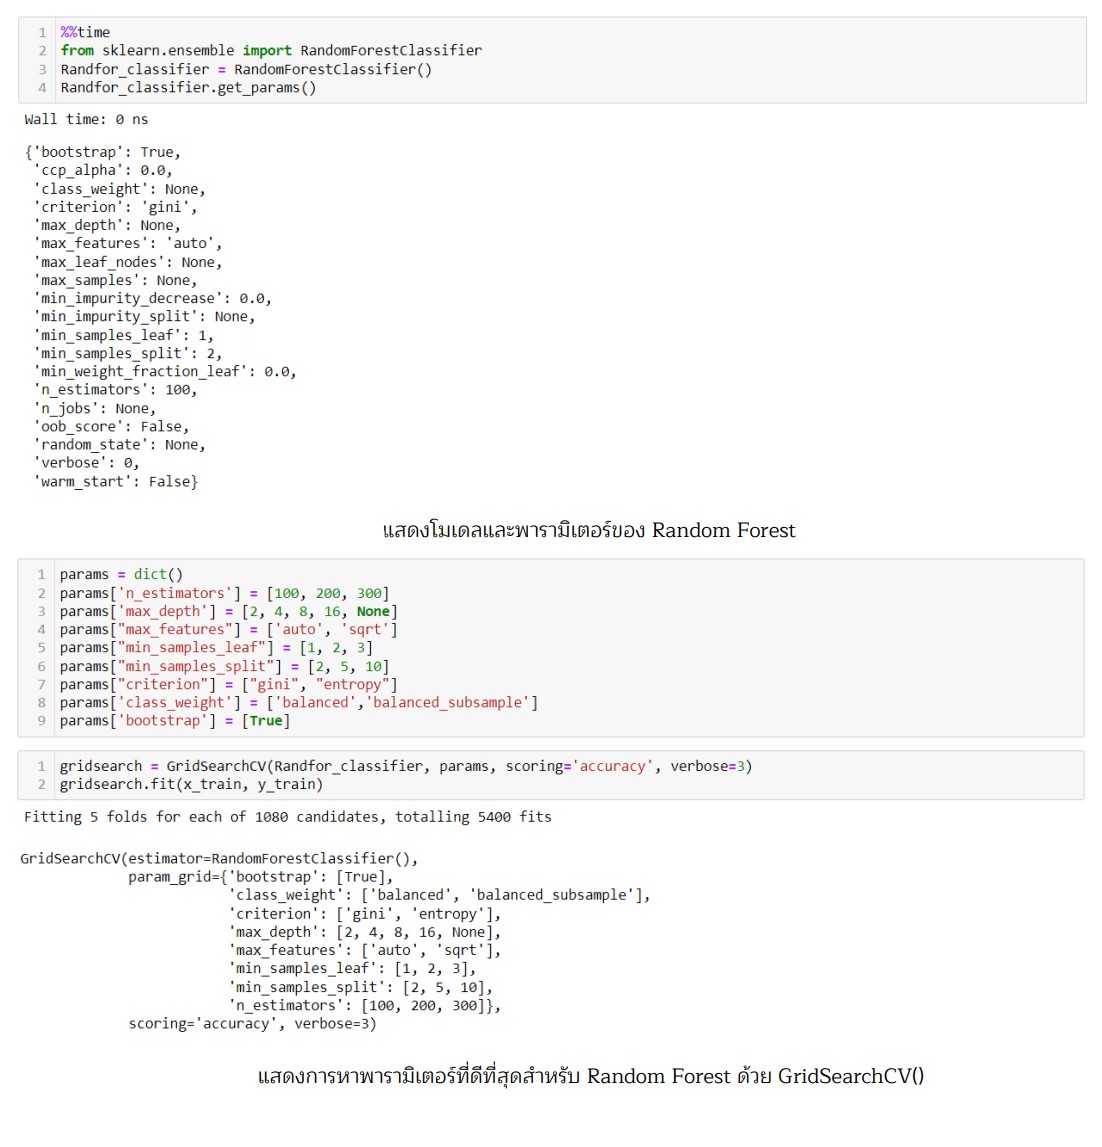 1 %%time
2 from sklearn.ensemble import RandomForestClassifier
3 Randfor_classifier = RandomForestClassifier()
4 Randfor_classifier.get_params()
Wall time: 0 ns
{'bootstrap': True,
'ccp_alpha': 0.0,
'class_weight': None,
'criterion': 'gini',
'max_depth': None,
'max_features': 'auto',
'max_leaf_nodes': None,
'max_samples': None,
'min_impurity_decrease': 0.0,
'min_impurity_split': None,
'min_samples_leaf': 1,
'min_samples_split': 2,
'min_weight_fraction_leaf': 0.0,
'n_estimators': 100,
'n_jobs': None,
'oob_score': False,
'random_state': None,
'verbose': 0,
'warm_start': False}
แสดงโมเดลและพารามิเตอร์ของ Random Forest
1 params = dict()
2 params['n_estimators'] = [100, 200, 300]
3 params['max_depth'] = [2, 4, 8, 16, None]
4 params["max_features"] = ['auto', 'sqrt']
5 params["min_samples_leaf"] = [1, 2, 3]
6 params["min_samples_split"] = [2, 5, 10]
7 params["criterion"] = ["gini", "entropy"]
8 params['class_weight'] = ['balanced','balanced_subsample']
9 params['bootstrap'] = [True]
1 gridsearch = GridSearchCV(Randfor_classifier, params, scoring='accuracy', verbose=3)
2 gridsearch.fit(x_train, y_train)
Fitting 5 folds for each of 1080 candidates, totalling 5400 fits
GridSearchCV(estimator=RandomForestClassifier(),
param_grid={'bootstrap': [True],
'class_weight': ['balanced', 'balanced_subsample'],
'criterion': ['gini', 'entropy'],
'max_depth': [2, 4, 8, 16, None],
'max_features': ['auto', 'sqrt'],
'min_samples_leaf': [1, 2, 3],
'min_samples_split': [2, 5, 10],
'n_estimators': [100, 200, 300]},
scoring='accuracy', verbose=3)
แสดงการหาพารามิเตอร์ที่ดีที่สุดสำหรับ Random Forest ด้วย GridSearchCV()